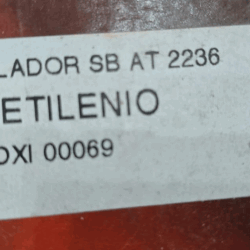 LADOR SB AT 2236
ETILENIO
OXI 00069